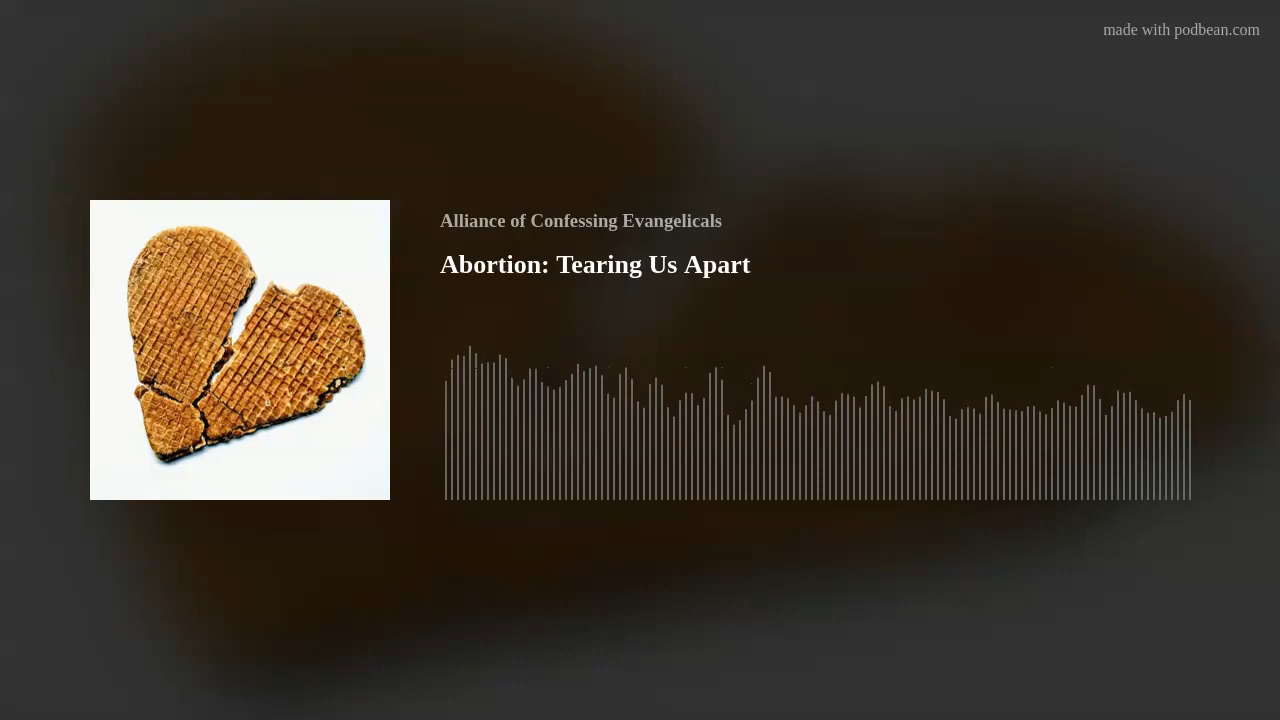 made with podbean.com
Alliance of Confessing Evangelicals
Abortion: Tearing Us Apart